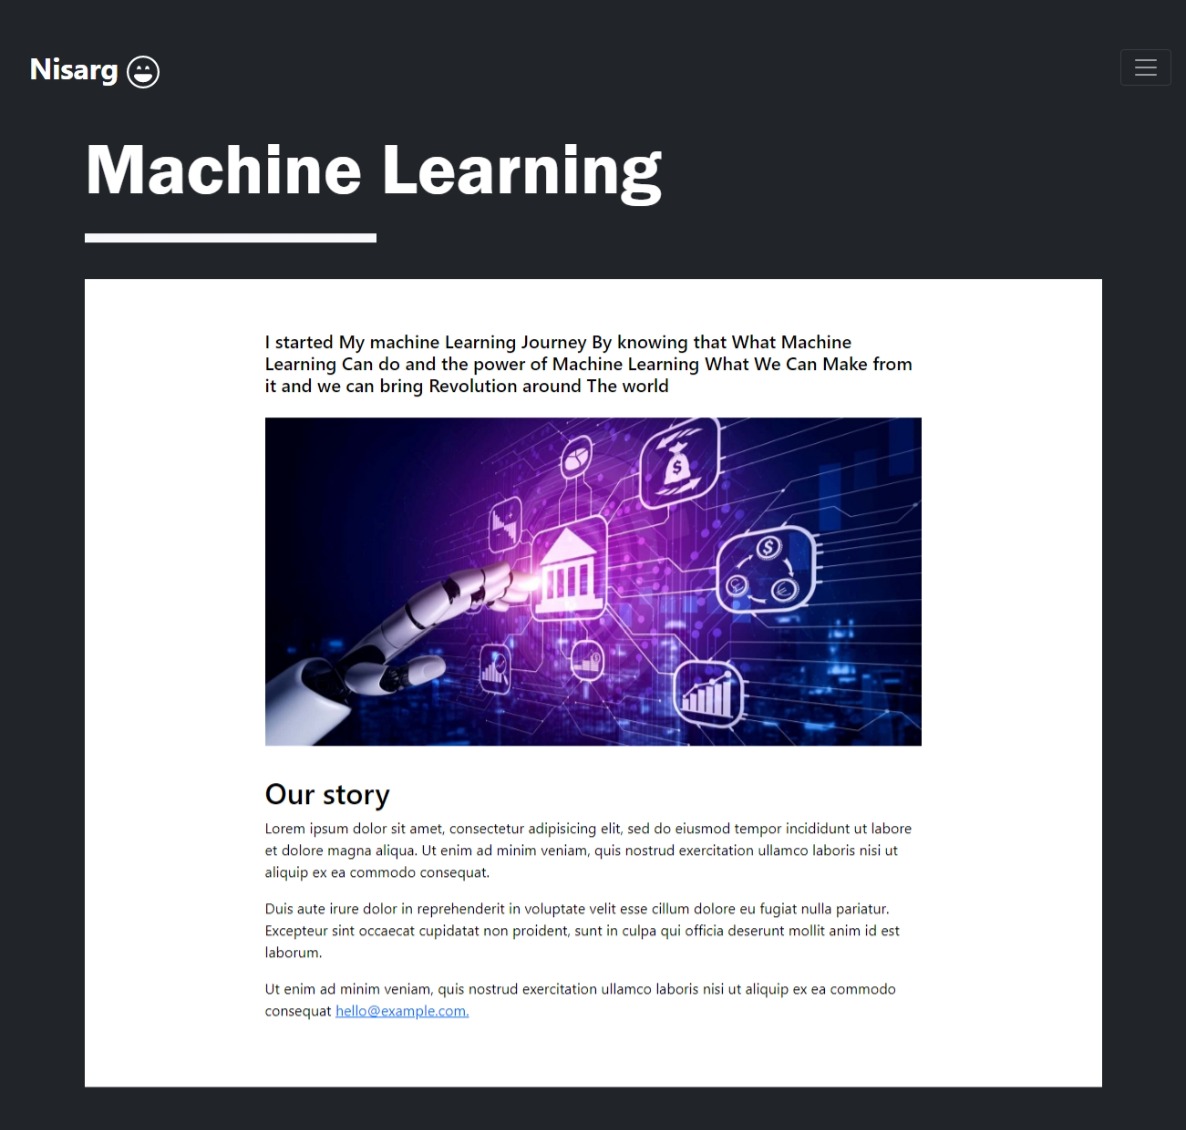 Nisarg
Machine Learning
I started My machine Learning Journey By knowing that What Machine
Learning Can do and the power of Machine Learning What We Can Make from
it and we can bring Revolution around The world
$
$
€
€
Our story
Lorem ipsum dolor sit amet, consectetur adipisicing elit, sed do eiusmod tempor incididunt ut labore
et dolore magna aliqua. Ut enim ad minim veniam, quis nostrud exercitation ullamco laboris nisi ut
aliquip ex ea commodo consequat.
Duis aute irure dolor in reprehenderit in voluptate velit esse cillum dolore eu fugiat nulla pariatur.
Excepteur sint occaecat cupidatat non proident, sunt in culpa qui officia deserunt mollit anim id est
laborum.
Ut enim ad minim veniam, quis nostrud exercitation ullamco laboris nisi ut aliquip ex ea commodo
consequat hello@example.com.